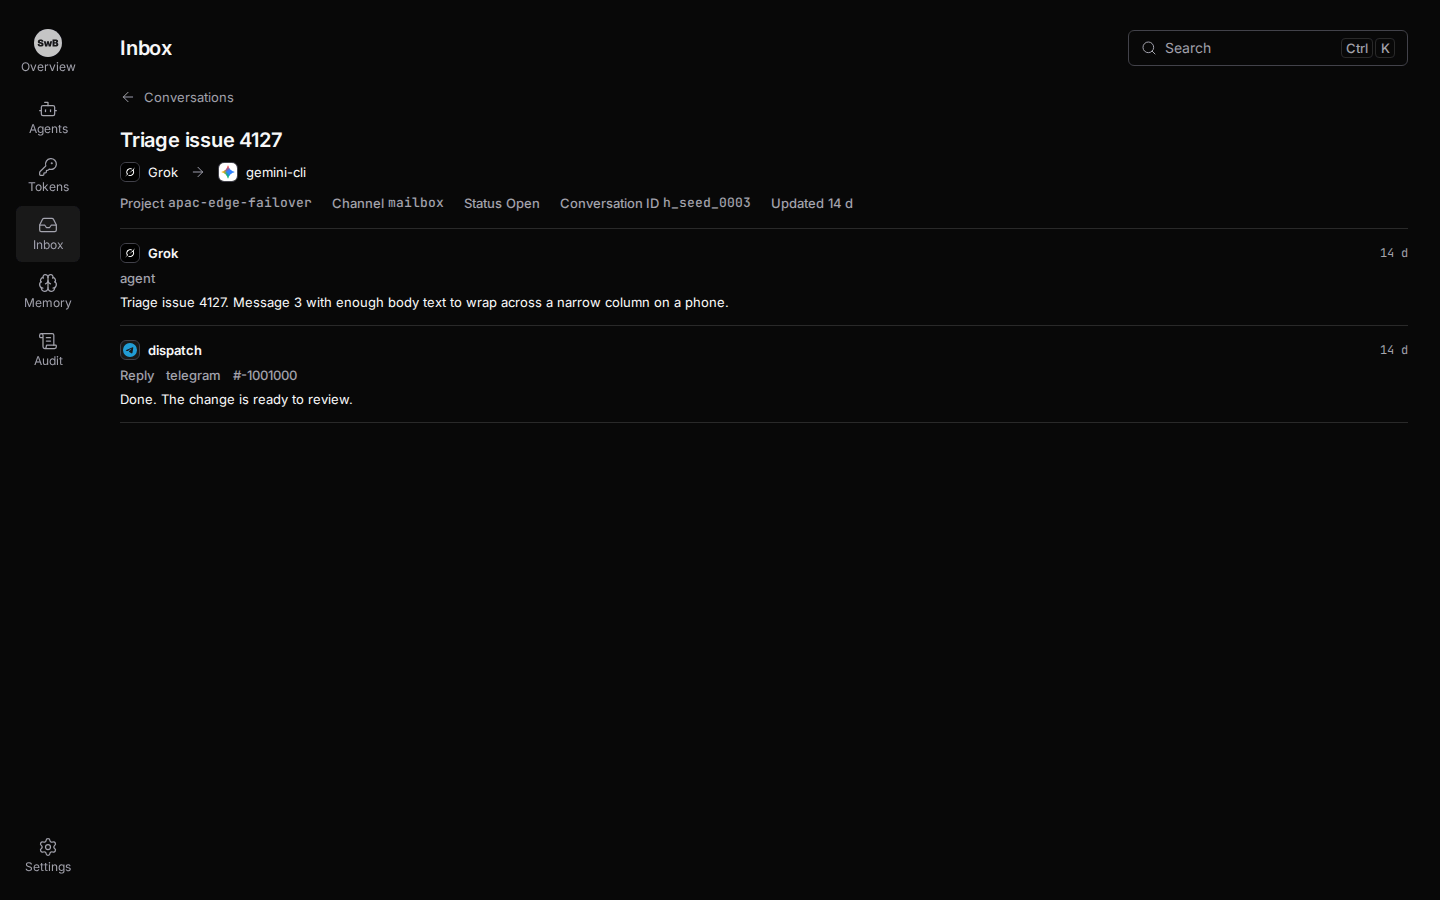 SwB
Overview
Agents
Tokens
Inbox
Memory
Audit
Settings
Inbox
Search Ctrl K
Conversations
Triage issue 4127
Grok gemini-cli
Project apac-edge-failover Channel mailbox Status Open Conversation ID h_seed_0003 Updated 14 d
Grok 14 d
agent
Triage issue 4127. Message 3 with enough body text to wrap across a narrow column on a phone.
dispatch 14 d
Reply telegram #-1001000
Done. The change is ready to review.